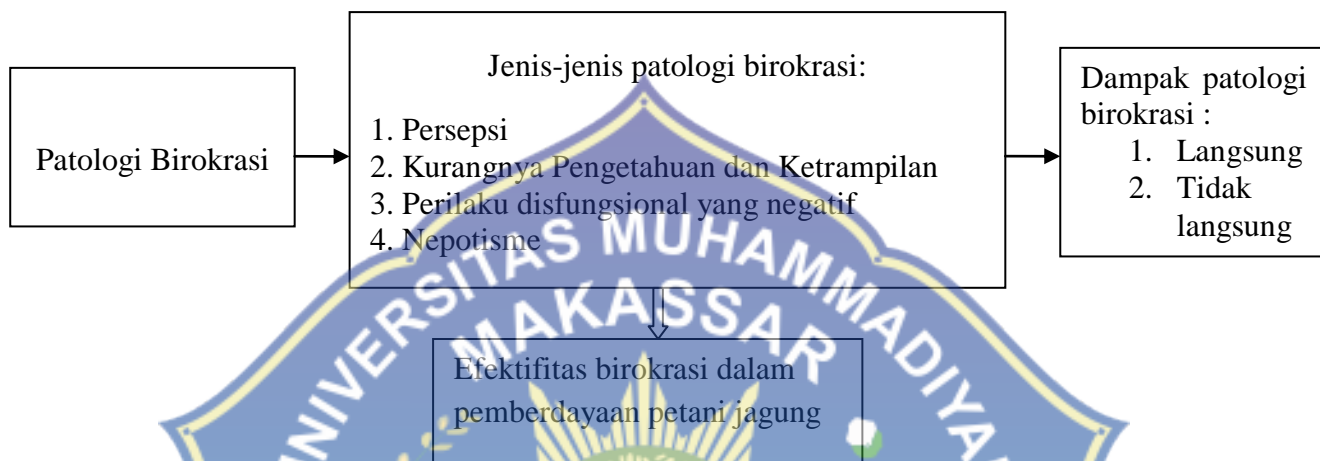 Patologi Birokrasi
Jenis-jenis patologi birokrasi:
1. Persepsi
2. Kurangnya Pengetahuan dan Ketrampilan
3. Perilaku disfungsional yang negatif
4. Nepotisme
Dampak patologi
birokrasi :
1. Langsung
2. Tidak
langsung
Efektifitas birokrasi dalam
pemberdayaan petani jagung
UNIVERSITAS MUHAMMADIYA
MAKASSAR